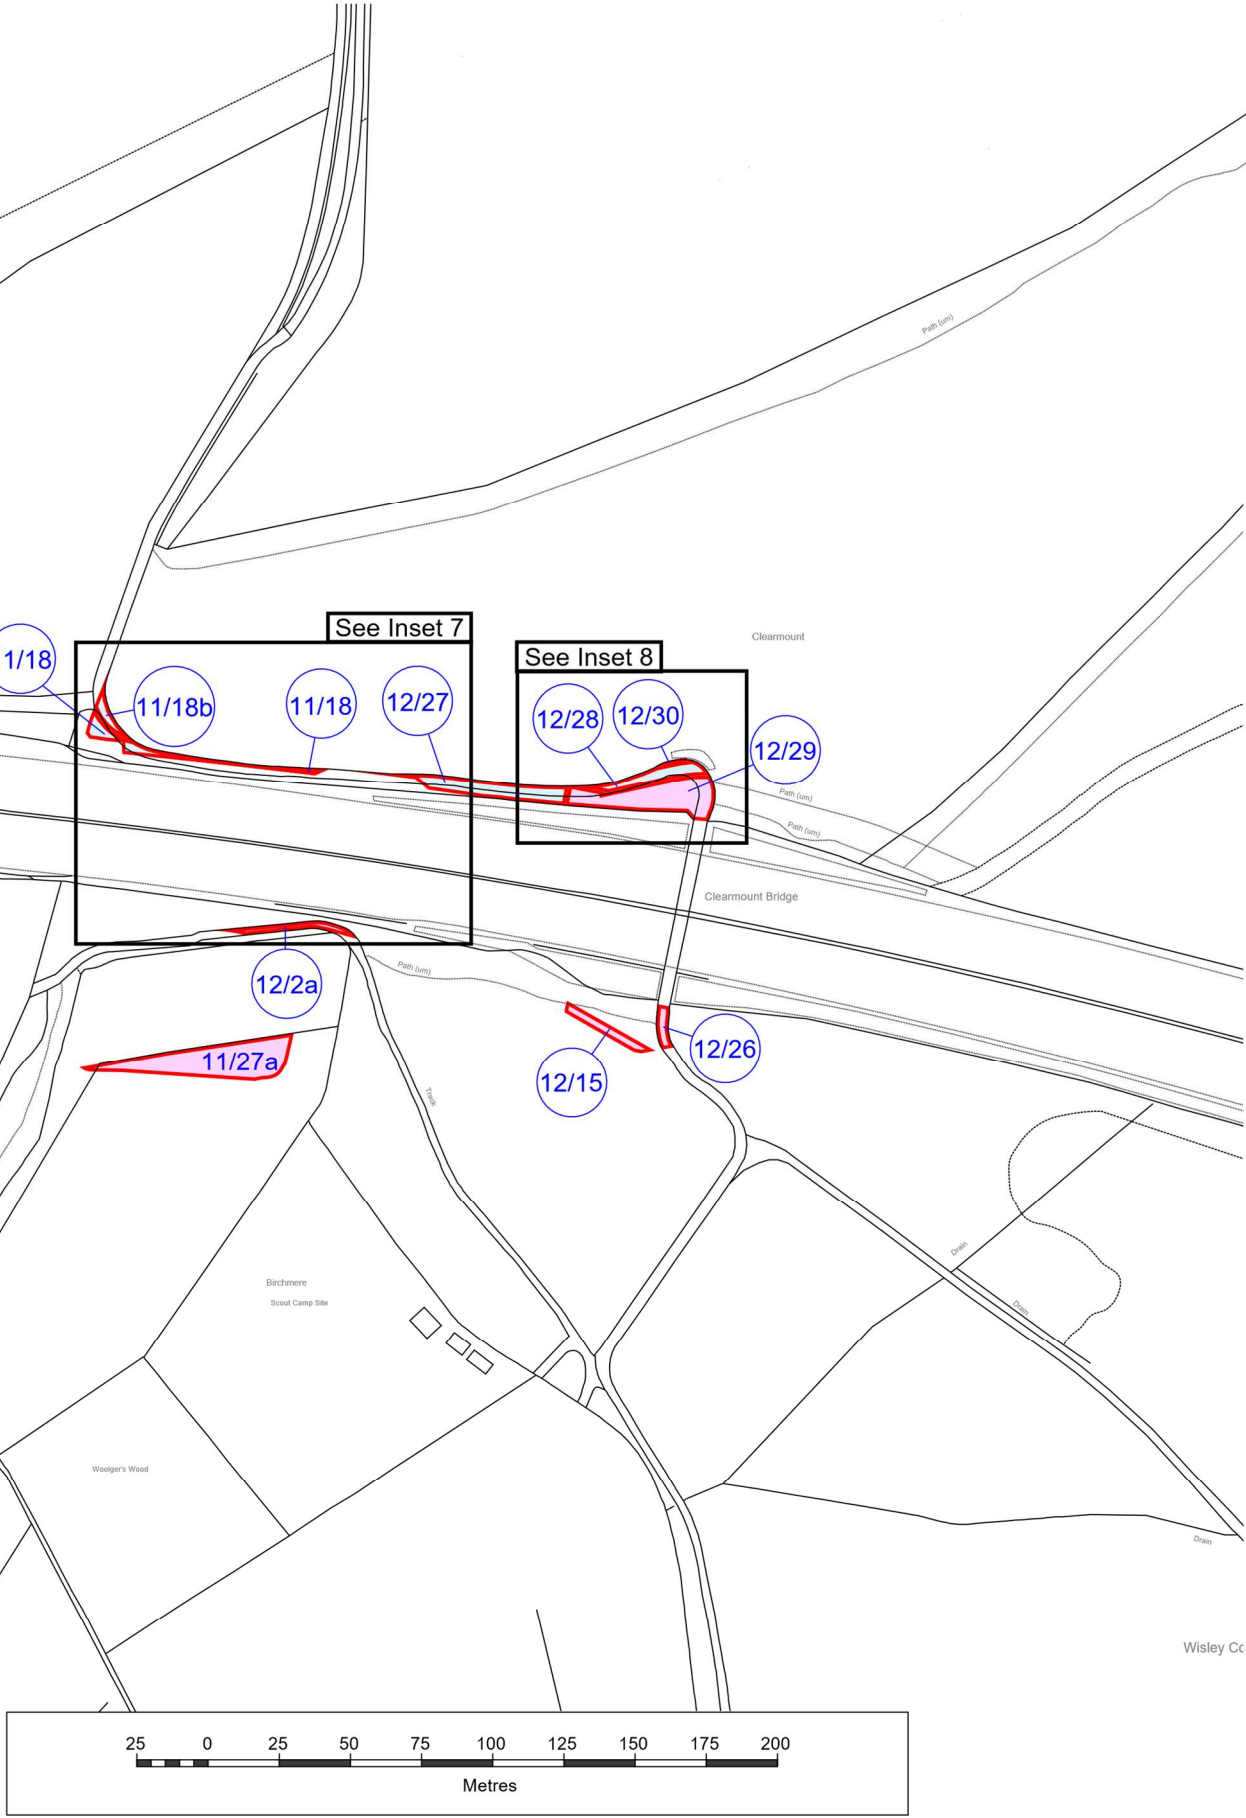 Path (um)
See Inset 7
Clearmount
See Inset 8
1/18
11/18b
11/18
12/27
12/28
12/30
12/29
Path (um)
Path (um)
Clearmount Bridge
Path (um)
12/2a
11/27a
12/15
12/26
Track
Drain
Birchmere
Scout Camp Site
Drain
Woolger's Wood
Drain
Wisley Co
25 0 25 50 75 100 125 150 175 200
Metres